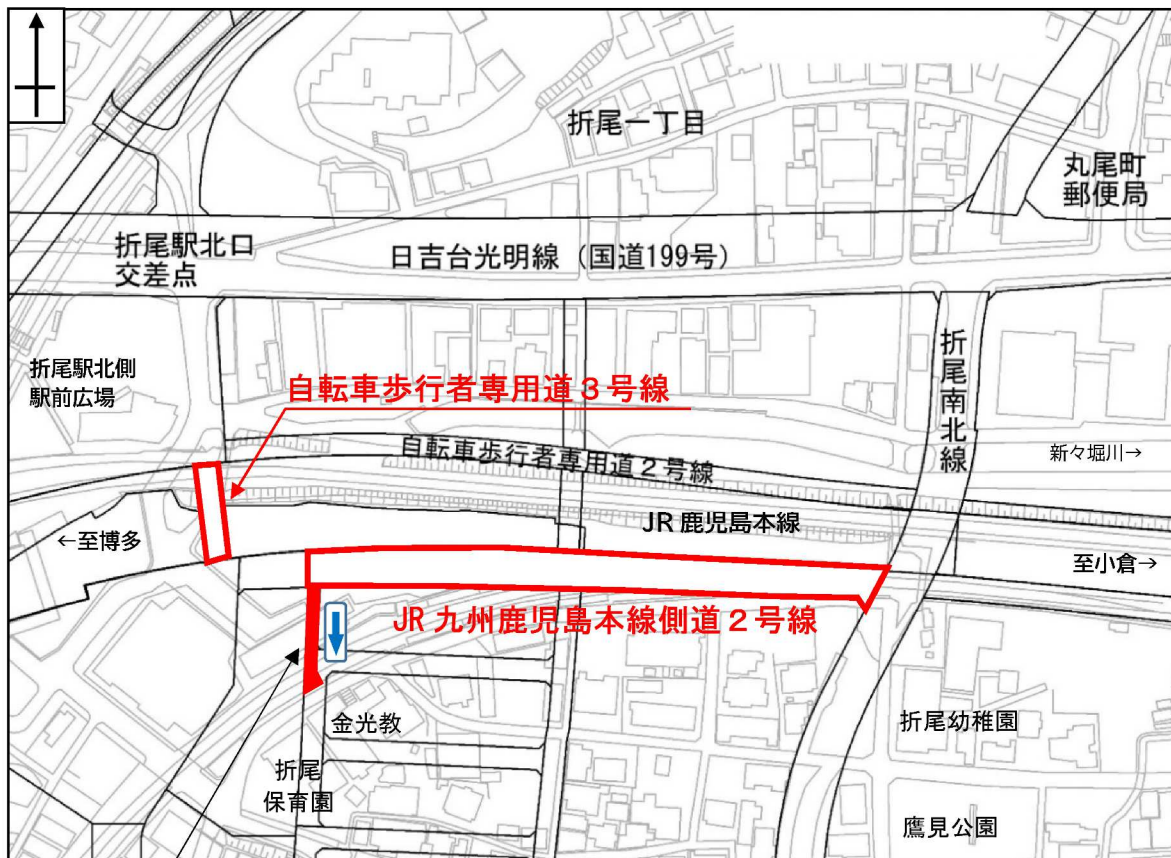 折尾一丁目
丸尾町
郵便局
折尾駅北口
交差点
日吉台光明線（国道199号）
折尾駅北側
駅前広場
自転車歩行者専用道３号線
折尾南北線
自転車歩行者専用道２号線
新々堀川→
JR 鹿児島本線
←至博多
至小倉→
JR 九州鹿児島本線側道２号線
金光教
折尾幼稚園
折尾
保育園
鷹見公園